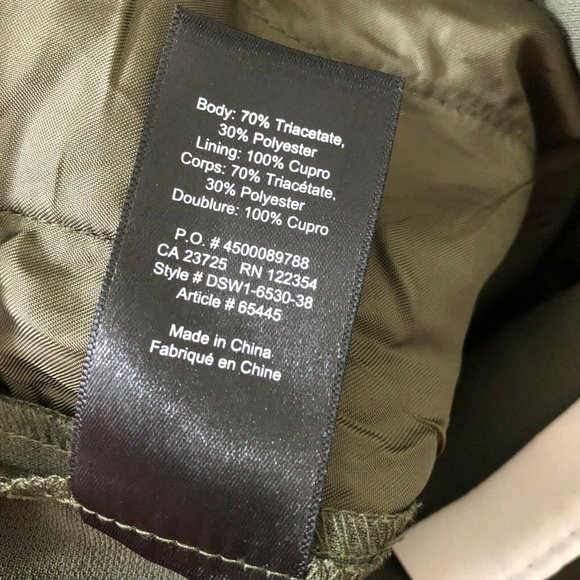 Body: 70% Triacetate,
30% Polyester
Lining: 100% Cupro
Corps: 70% Triacétate,
30% Polyester
Doublure: 100% Cupro
P.O. # 4500089788
CA 23725 RN 122354
Style # DSW1-6530-38
Article # 65445
Made in China
Fabriqué en Chine